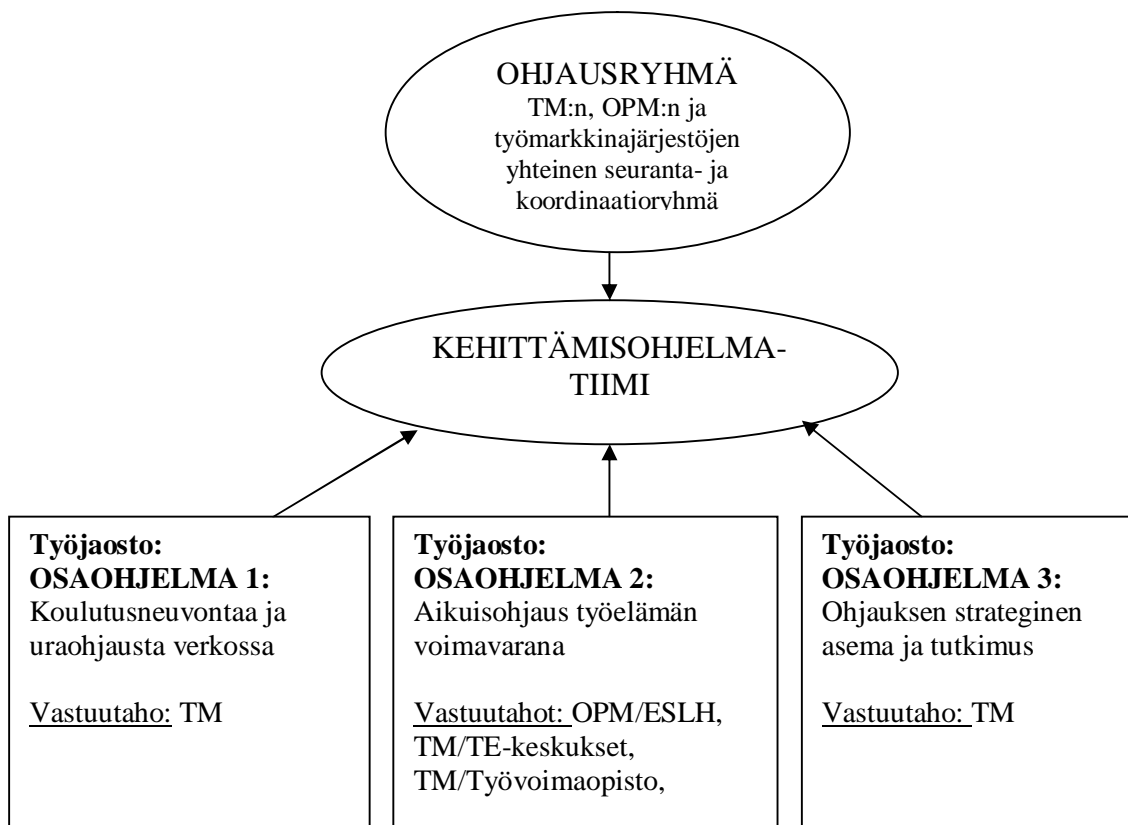 OHJAUSRYHMÄ
TM:n, OPM:n ja
työmarkkinajärjestöjen
yhteinen seuranta- ja
koordinaatioryhmä
KEHITTÄMISOHJELMA-
TIIMI
Työjaosto:
OSAOHJELMA 1:
Koulutusneuvontaa ja
uraohjausta verkossa
Vastuutaho: TM
Työjaosto:
OSAOHJELMA 2:
Aikuisohjaus työelämän
voimavarana
Vastuutahot: OPM/ESLH,
TM/TE-keskukset,
TM/Työvoimaopisto,
Työjaosto:
OSAOHJELMA 3:
Ohjauksen strateginen
asema ja tutkimus
Vastuutaho: TM